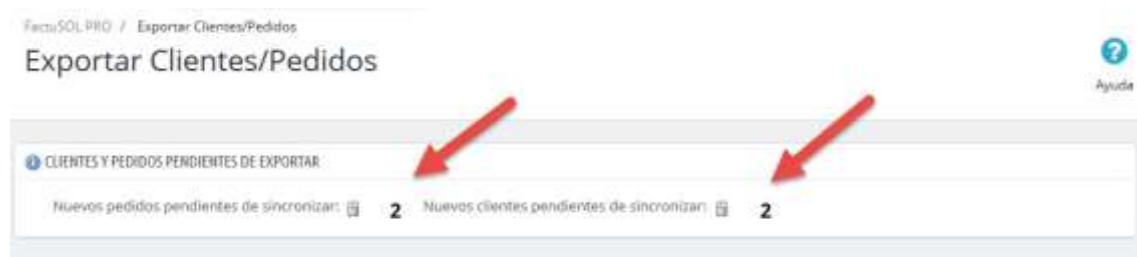 FactuSOL PRO / Exportar Clientes/Pedidos
Exportar Clientes/Pedidos
Ayuda
CLIENTES Y PEDIDOS PENDIENTES DE EXPORTAR
Nuevos pedidos pendientes de sincronizar: 2 Nuevos clientes pendientes de sincronizar: 2